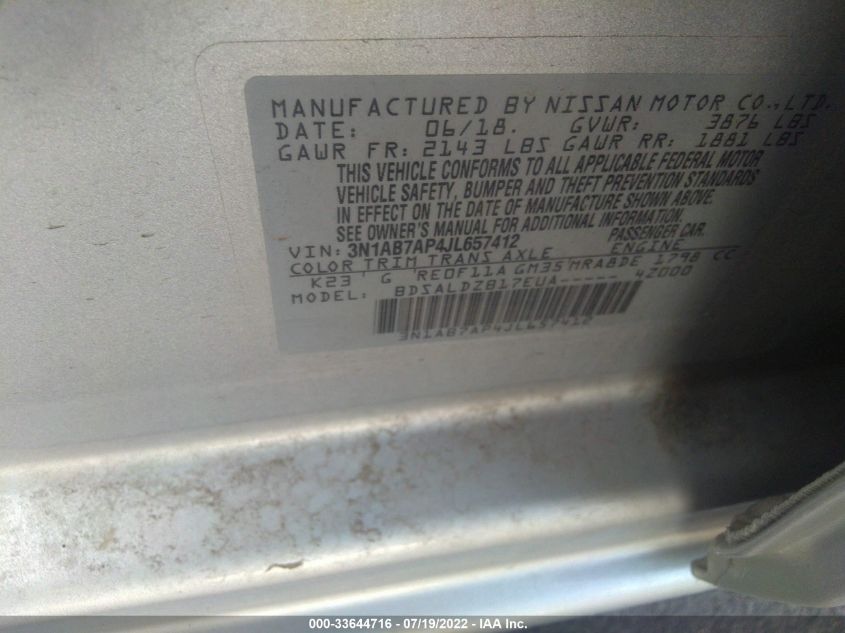 MANUFACTURED BY NISSAN MOTOR CO., LTD.
DATE: 06/18. GVWR: 3876 LBS
GAWR FR: 2143 LBS GAWR RR: 1881 LBS
THIS VEHICLE CONFORMS TO ALL APPLICABLE FEDERAL MOTOR
VEHICLE SAFETY, BUMPER AND THEFT PREVENTION STANDARDS
IN EFFECT ON THE DATE OF MANUFACTURE SHOWN ABOVE.
SEE OWNER'S MANUAL FOR ADDITIONAL INFORMATION.
VIN: 3N1AB7AP4JL657412 PASSENGER CAR.
COLOR TRIM TRANS AXLE ENGINE
K23 G RE0F11A GM35 MRA8DE 1798 CC
MODEL: BDSALDZB17EUA----- 4Z000
3N1AB7AP4JL657412
000-33644716 - 07/19/2022 - IAA Inc.